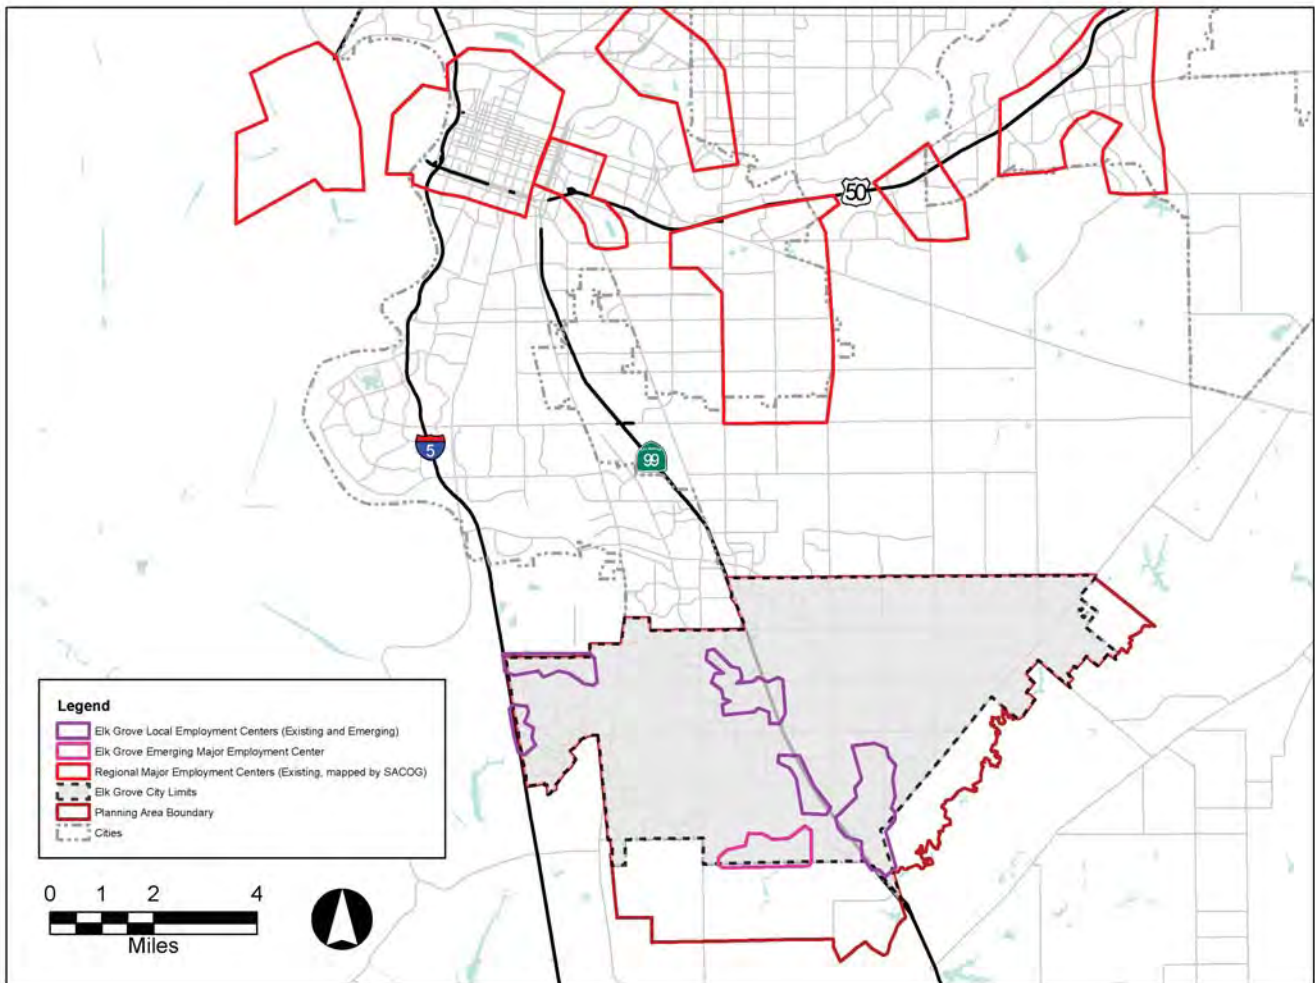 50
5
99
Legend
Elk Grove Local Employment Centers (Existing and Emerging)
Elk Grove Emerging Major Employment Center
Regional Major Employment Centers (Existing, mapped by SACOG)
Elk Grove City Limits
Planning Area Boundary
Cities
0 1 2 4
Miles